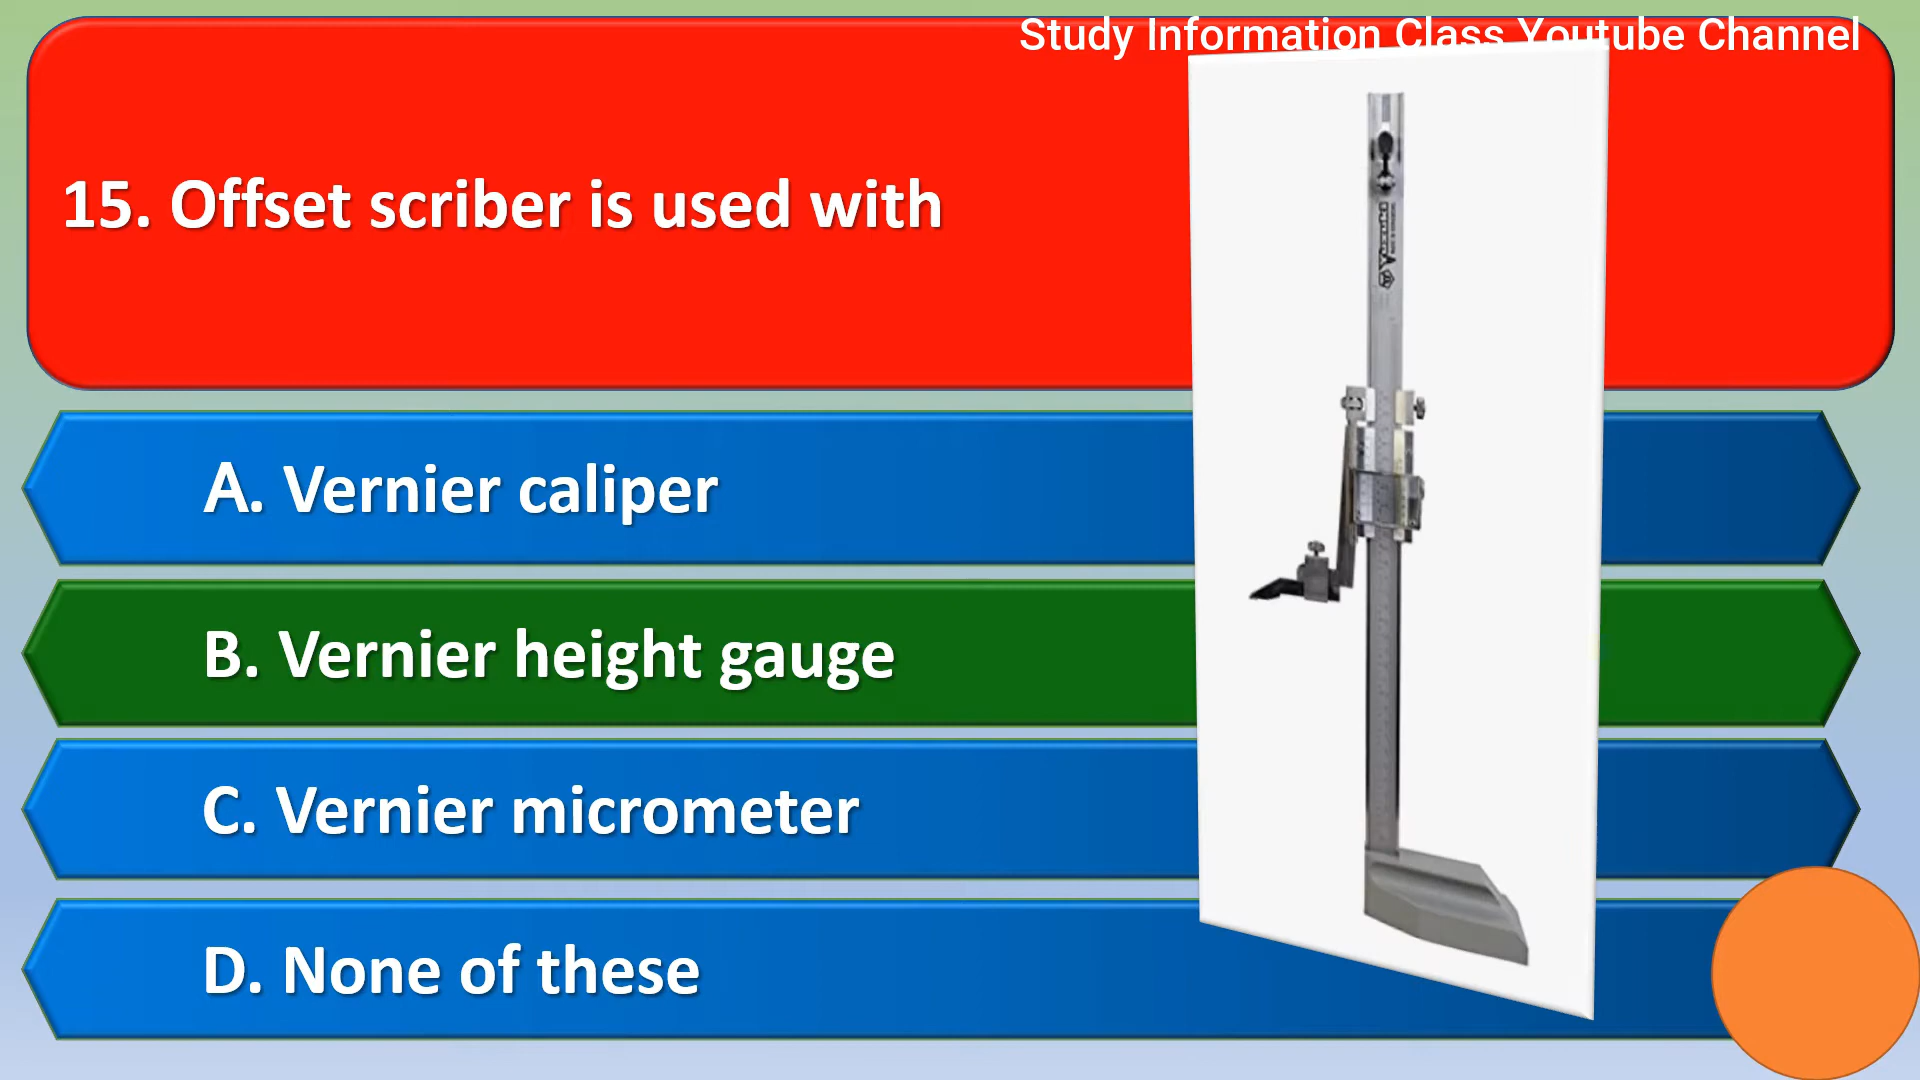 Study Information Class Youtube Channel
15. Offset scriber is used with
A. Vernier caliper
B. Vernier height gauge
C. Vernier micrometer
D. None of these
Yuzuki